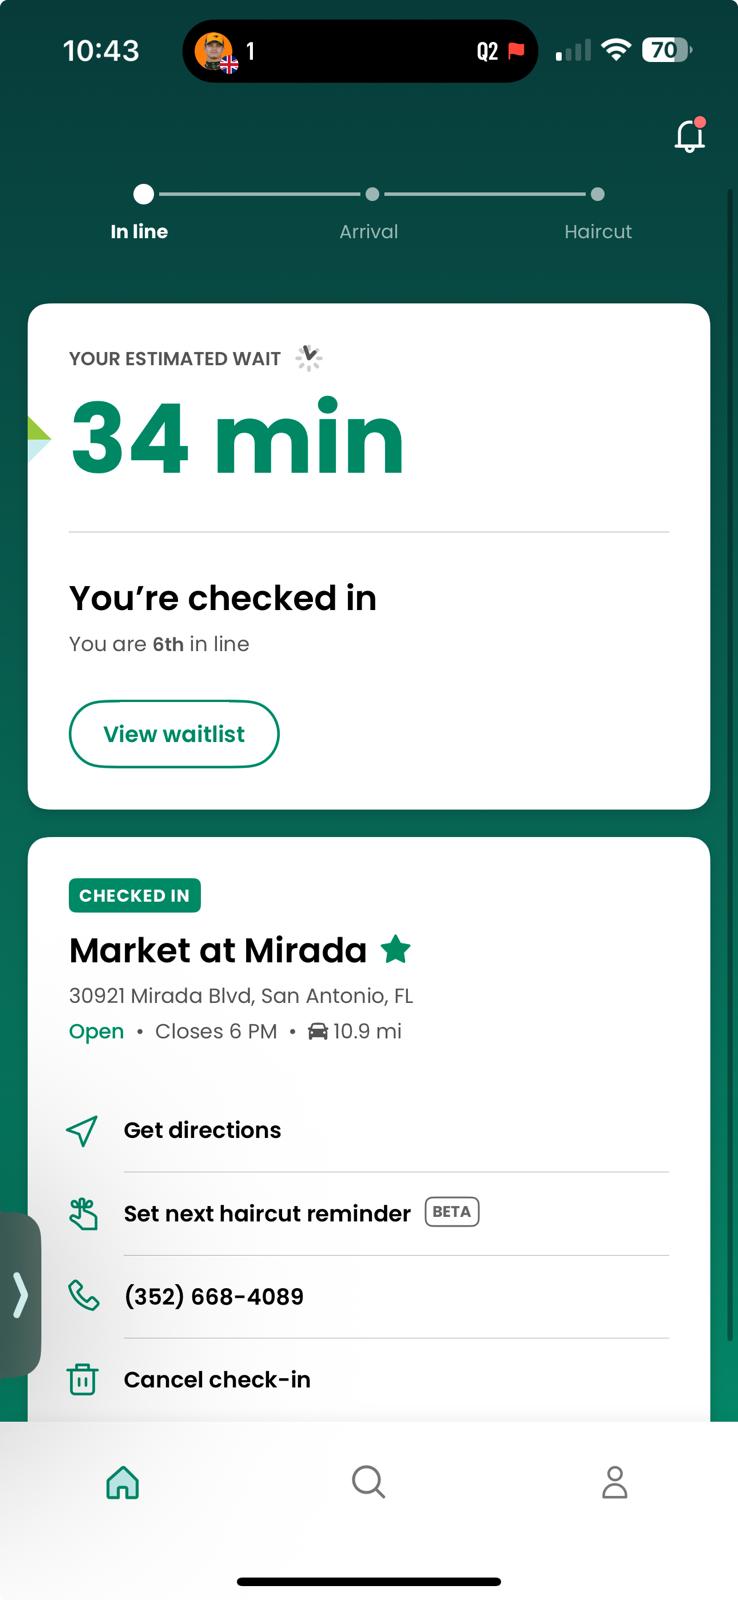 10:43
1
Q2
70
In line
Arrival
Haircut
YOUR ESTIMATED WAIT
34 min
You're checked in
You are 6th in line
View waitlist
CHECKED IN
Market at Mirada
30921 Mirada Blvd, San Antonio, FL
Open • Closes 6 PM • 10.9 mi
Get directions
Set next haircut reminder BETA
(352) 668-4089
Cancel check-in